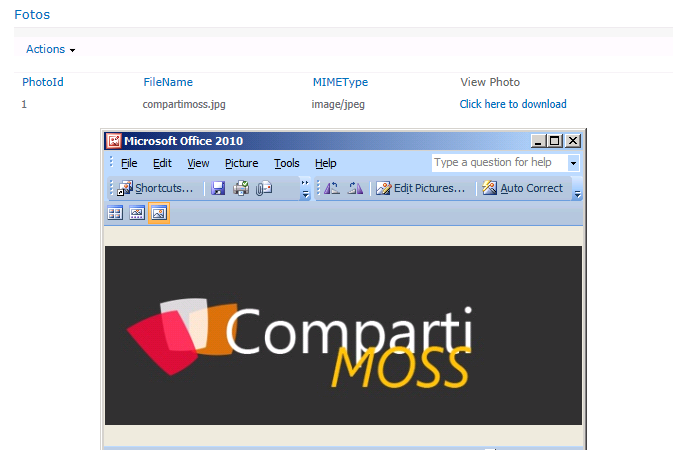 Fotos
Actions
PhotoId FileName MIMEType View Photo
1 compartimoss.jpg image/jpeg Click here to download
Microsoft Office 2010
File Edit View Picture Tools Help Type a question for help
Shortcuts... Edit Pictures... Auto Correct
Comparti
MOSS